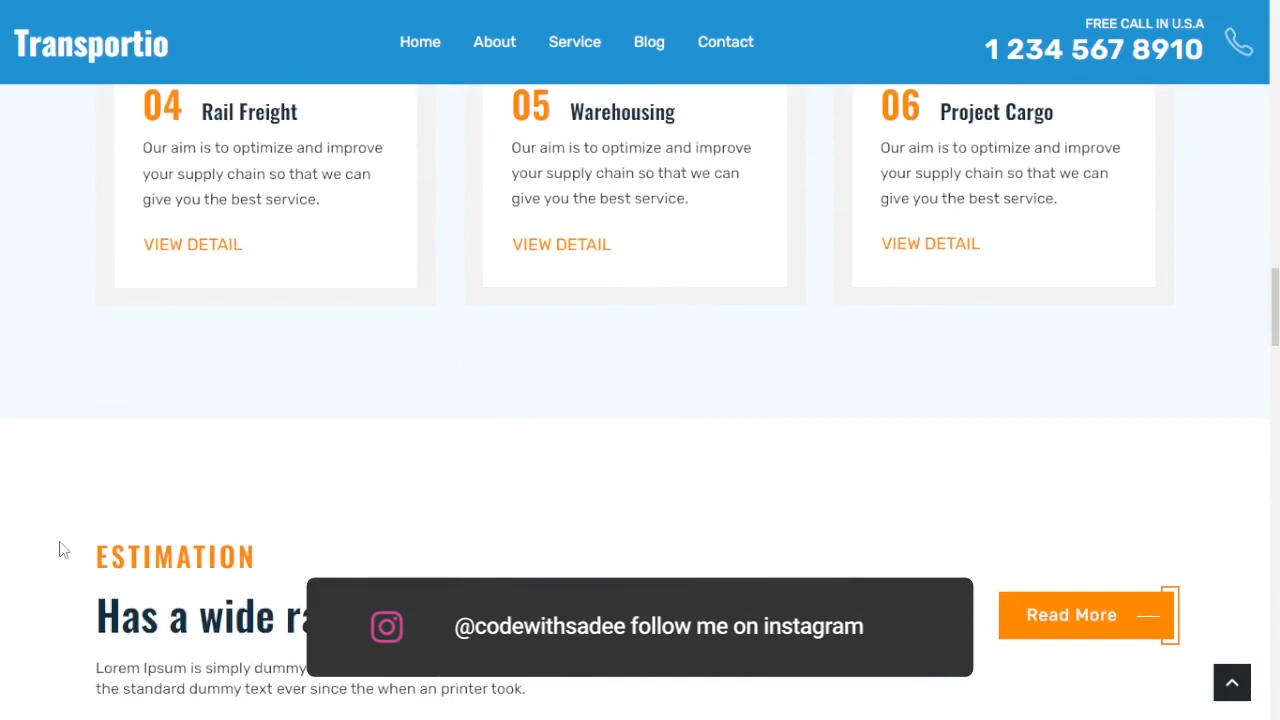 Transportio
Home About Service Blog Contact
FREE CALL IN U.S.A
1 234 567 8910
04 Rail Freight
Our aim is to optimize and improve
your supply chain so that we can
give you the best service.
VIEW DETAIL
05 Warehousing
Our aim is to optimize and improve
your supply chain so that we can
give you the best service.
VIEW DETAIL
06 Project Cargo
Our aim is to optimize and improve
your supply chain so that we can
give you the best service.
VIEW DETAIL
ESTIMATION
Has a wide
Lorem Ipsum is simply dummy
the standard dummy text ever since the when an printer took.
@codewithsadee follow me on instagram
Read More